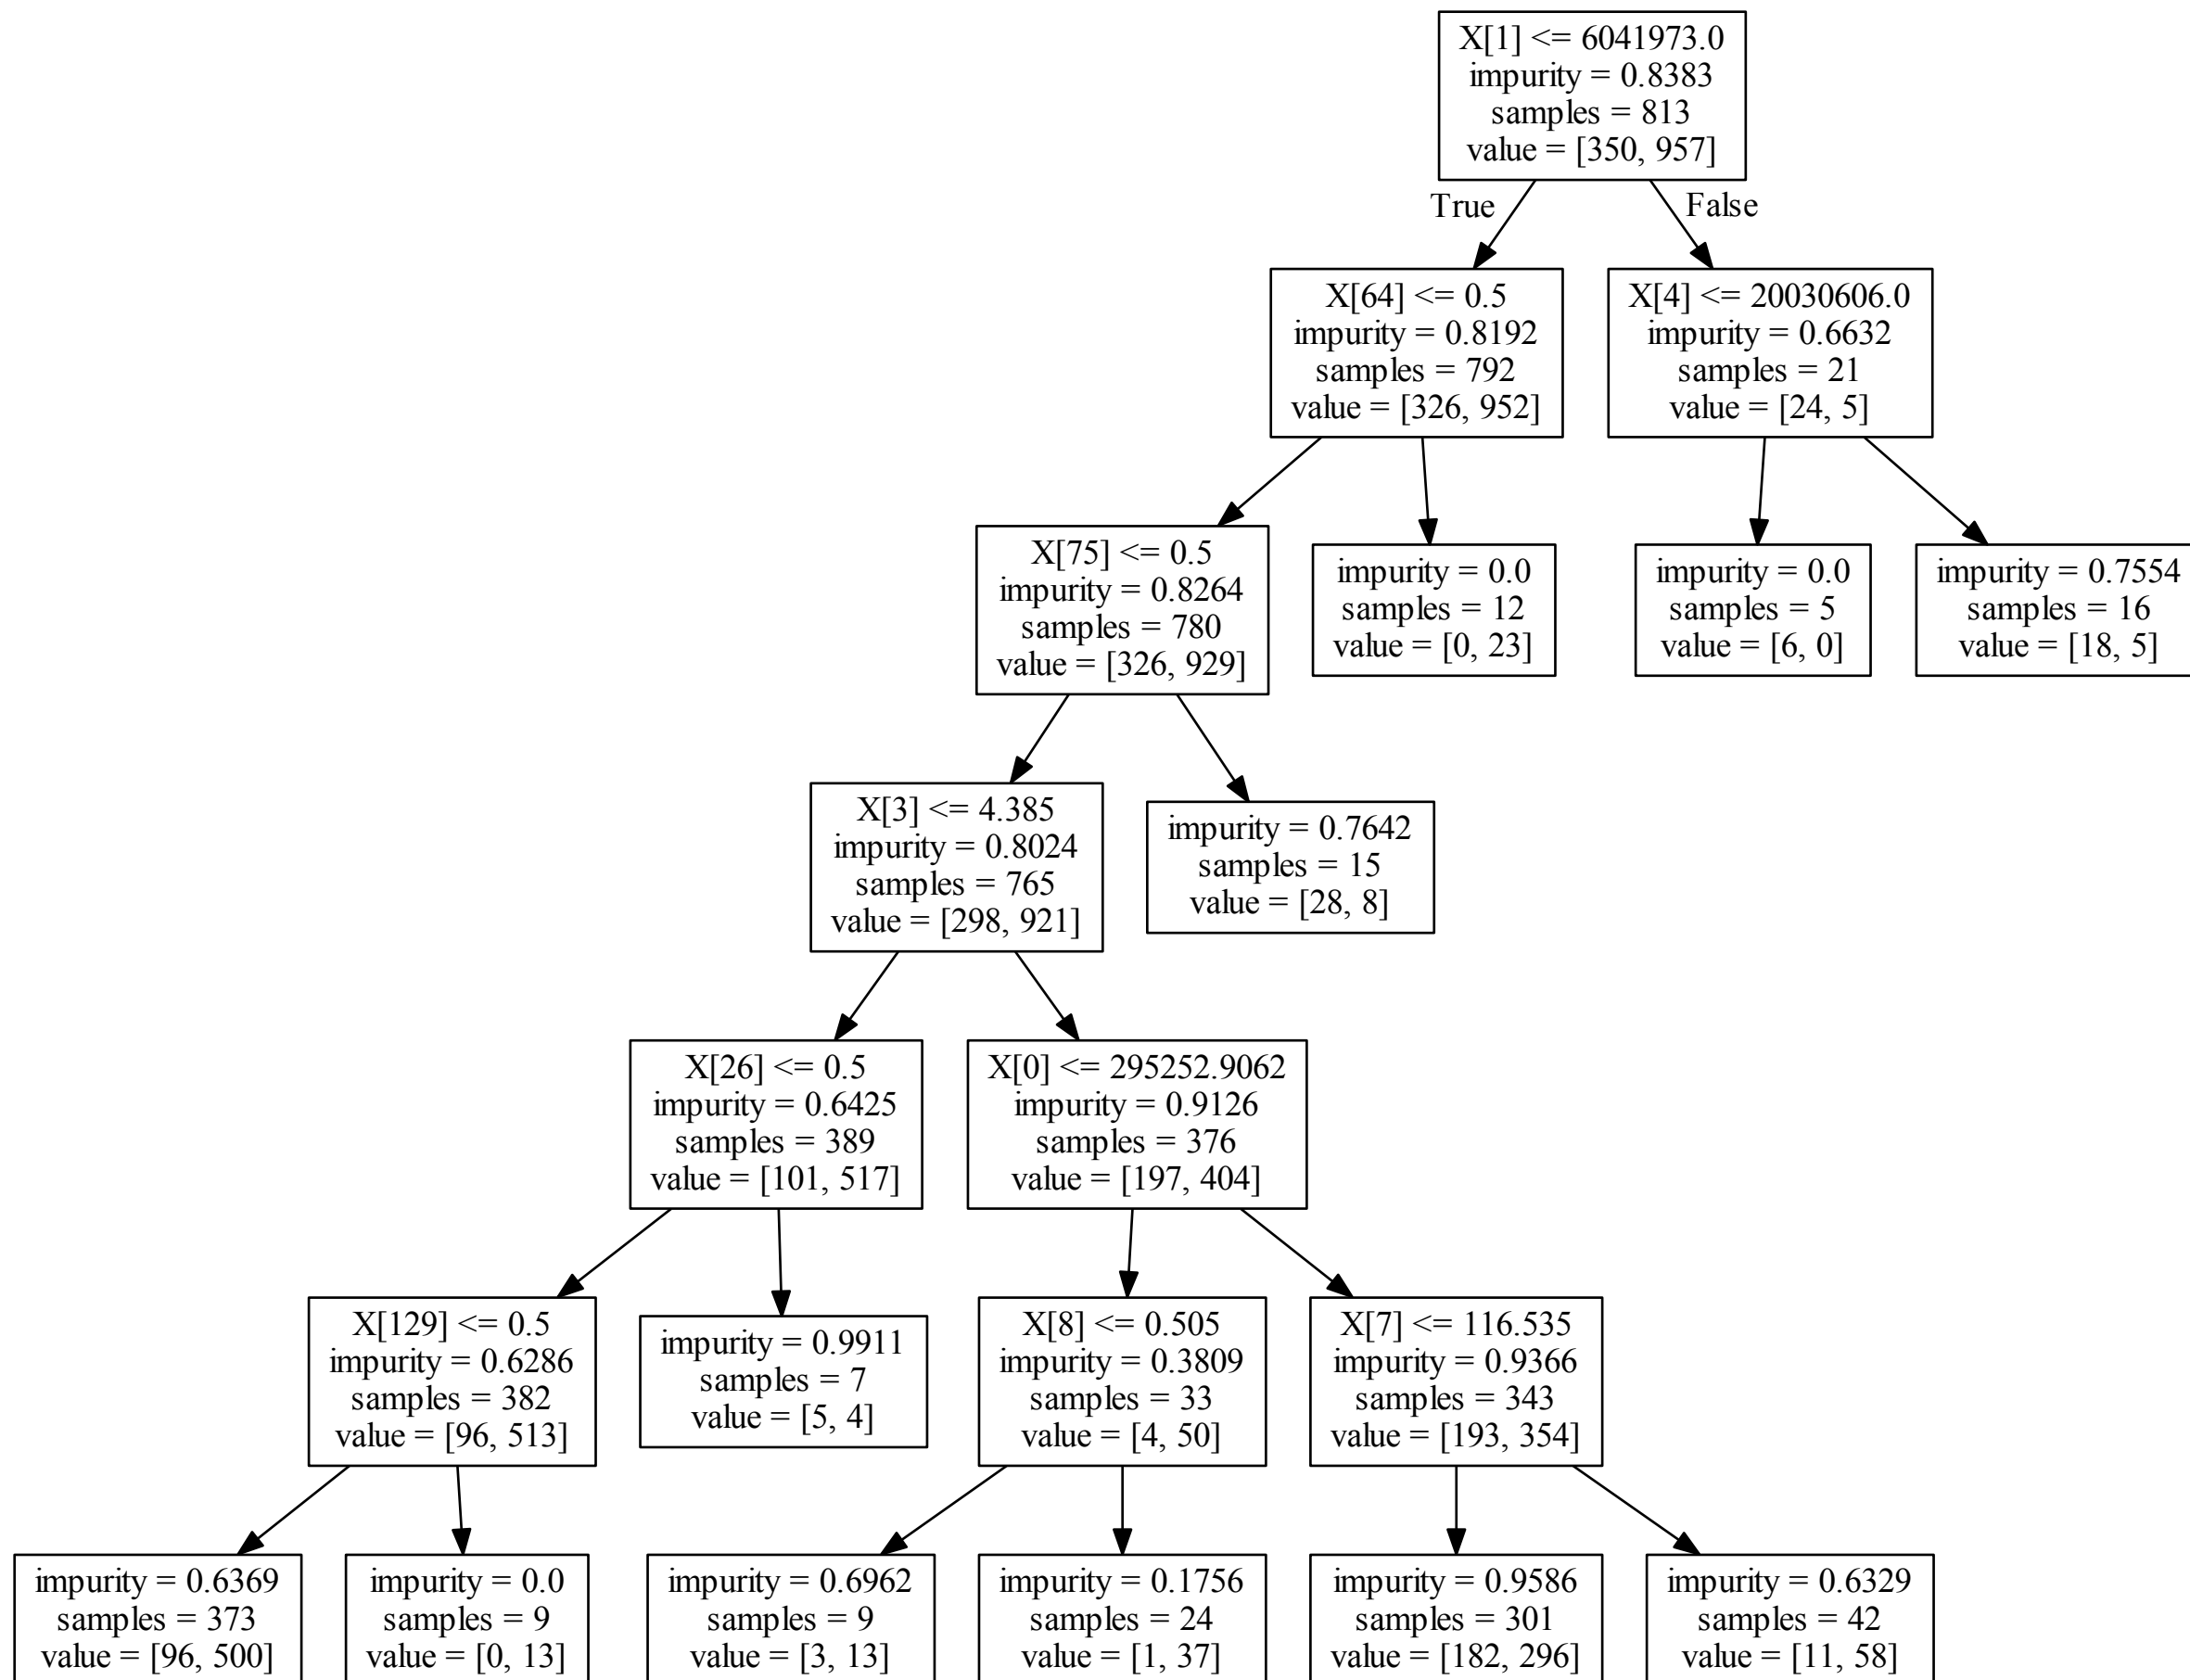 X[1] <= 6041973.0
impurity = 0.8383
samples = 813
value = [350, 957]
True
False
X[64] <= 0.5
impurity = 0.8192
samples = 792
value = [326, 952]
X[4] <= 20030606.0
impurity = 0.6632
samples = 21
value = [24, 5]
X[75] <= 0.5
impurity = 0.8264
samples = 780
value = [326, 929]
impurity = 0.0
samples = 12
value = [0, 23]
impurity = 0.0
samples = 5
value = [6, 0]
impurity = 0.7554
samples = 16
value = [18, 5]
X[3] <= 4.385
impurity = 0.8024
samples = 765
value = [298, 921]
impurity = 0.7642
samples = 15
value = [28, 8]
X[26] <= 0.5
impurity = 0.6425
samples = 389
value = [101, 517]
X[0] <= 295252.9062
impurity = 0.9126
samples = 376
value = [197, 404]
X[129] <= 0.5
impurity = 0.6286
samples = 382
value = [96, 513]
impurity = 0.9911
samples = 7
value = [5, 4]
X[8] <= 0.505
impurity = 0.3809
samples = 33
value = [4, 50]
X[7] <= 116.535
impurity = 0.9366
samples = 343
value = [193, 354]
impurity = 0.6369
samples = 373
value = [96, 500]
impurity = 0.0
samples = 9
value = [0, 13]
impurity = 0.6962
samples = 9
value = [3, 13]
impurity = 0.1756
samples = 24
value = [1, 37]
impurity = 0.9586
samples = 301
value = [182, 296]
impurity = 0.6329
samples = 42
value = [11, 58]